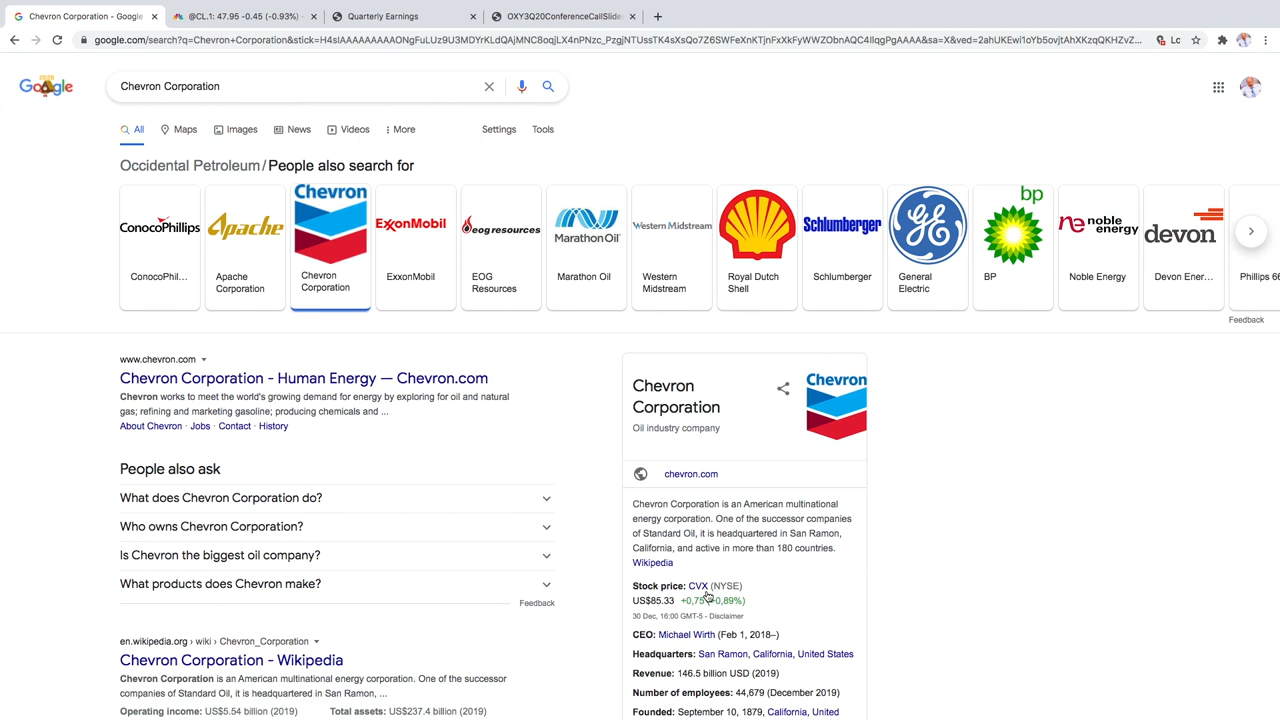 Chevron Corporation - Google
@CL.1: 47.95 -0.45 (-0.93%) -
Quarterly Earnings
OXY3Q20ConferenceCallSlides
google.com/search?q=Chevron+Corporation&stick=
Lc
2020
Google
Chevron Corporation
All
Maps
Images
News
Videos
More
Settings
Tools
Occidental Petroleum / People also search for
ConocoPhillips
Apache
Chevron
ExxonMobil
eog resources
Marathon Oil
Western Midstream
Schlumberger
GE
bp
noble energy
devon
ConocoPhil...
Apache Corporation
Chevron Corporation
ExxonMobil
EOG Resources
Marathon Oil
Western Midstream
Royal Dutch Shell
Schlumberger
General Electric
BP
Noble Energy
Devon Ener...
Phillips 66
Feedback
www.chevron.com
Chevron Corporation - Human Energy — Chevron.com
Chevron works to meet the world's growing demand for energy by exploring for oil and natural
gas; refining and marketing gasoline; producing chemicals and ...
About Chevron · Jobs · Contact · History
People also ask
What does Chevron Corporation do?
Who owns Chevron Corporation?
Is Chevron the biggest oil company?
What products does Chevron make?
Feedback
en.wikipedia.org › wiki › Chevron_Corporation
Chevron Corporation - Wikipedia
Chevron Corporation is an American multinational energy corporation. One of the successor
companies of Standard Oil, it is headquartered in San Ramon, ...
Operating income: US$5.54 billion (2019) Total assets: US$237.4 billion (2019)
Chevron
Corporation
Oil industry company
Chevron
chevron.com
Chevron Corporation is an American multinational
energy corporation. One of the successor companies
of Standard Oil, it is headquartered in San Ramon,
California, and active in more than 180 countries.
Wikipedia
Stock price: CVX (NYSE)
US$85.33 +0,75 (+0,89%)
30 Dec, 16:00 GMT-5 - Disclaimer
CEO: Michael Wirth (Feb 1, 2018–)
Headquarters: San Ramon, California, United States
Revenue: 146.5 billion USD (2019)
Number of employees: 44,679 (December 2019)
Founded: September 10, 1879, California, United